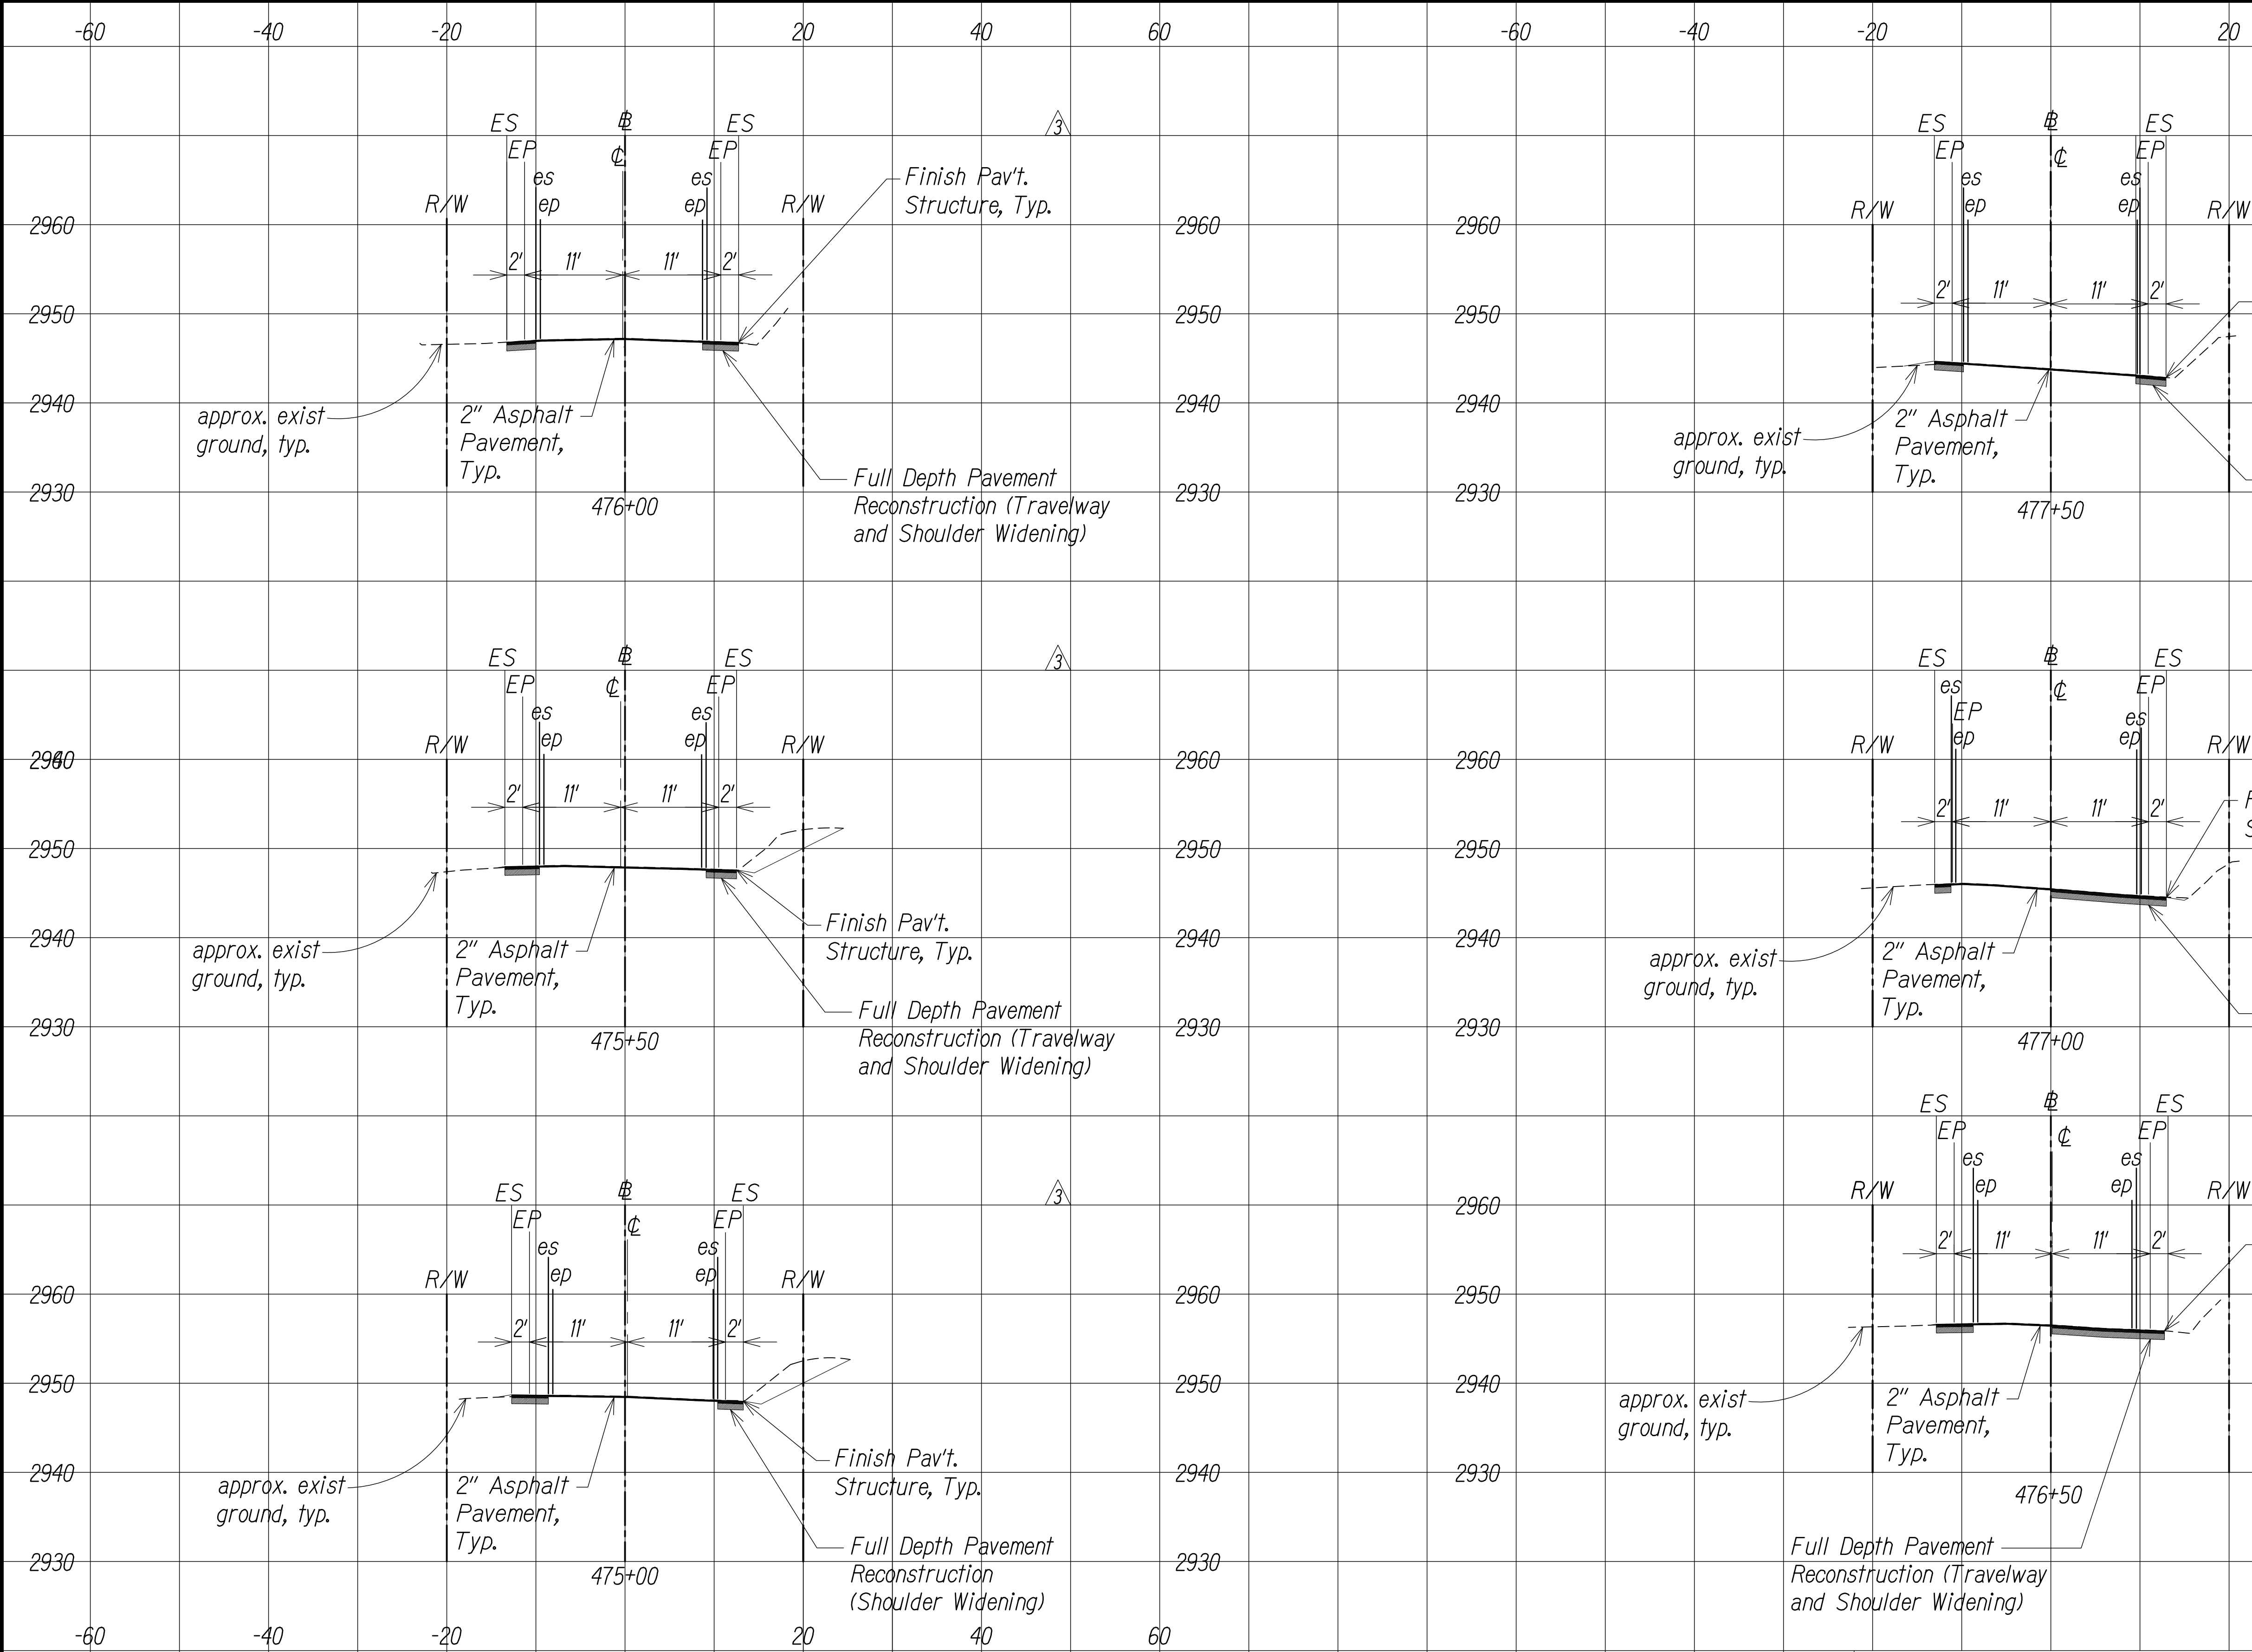 -60 -40 -20 20 40 60 -60 -40 -20 20
ES
℄
B̵L
ES
3
EP
EP
es
es
ep
ep
R/W
R/W
Finish Pav't.
Structure, Typ.
2960
2960
2' 11' 11' 2'
2950
2950
2940
2940
approx. exist
ground, typ.
2" Asphalt
Pavement,
Typ.
Full Depth Pavement
Reconstruction (Travelway
and Shoulder Widening)
2930
2930
476+00
ES
ES
EP
EP
es
es
ep
ep
℄
R/W
R/W
2960
2' 11' 11' 2'
2950
2940
approx. exist
ground, typ.
2" Asphalt
Pavement,
Typ.
2930
477+50
ES
℄
ES
3
EP
EP
es
es
ep
ep
R/W
R/W
2960
2' 11' 11' 2'
2950
2950
2940
2940
approx. exist
ground, typ.
2" Asphalt
Pavement,
Typ.
Finish Pav't.
Structure, Typ.
Full Depth Pavement
Reconstruction (Travelway
and Shoulder Widening)
2930
2930
475+50
ES
ES
es
EP
℄
EP
es
ep
ep
R/W
R/W
2960
2' 11' 11' 2'
2950
2940
approx. exist
ground, typ.
2" Asphalt
Pavement,
Typ.
2930
477+00
ES
ES
3
EP
EP
℄
es
es
ep
ep
R/W
R/W
2960
2960
2' 11' 11' 2'
2950
2950
2940
2940
approx. exist
ground, typ.
2" Asphalt
Pavement,
Typ.
Finish Pav't.
Structure, Typ.
Full Depth Pavement
Reconstruction
(Shoulder Widening)
2930
2930
475+00
ES
ES
EP
EP
℄
es
es
ep
ep
R/W
R/W
2960
2' 11' 11' 2'
2950
2940
approx. exist
ground, typ.
2" Asphalt
Pavement,
Typ.
2930
476+50
Full Depth Pavement
Reconstruction (Travelway
and Shoulder Widening)
-60 -40 -20 20 40 60